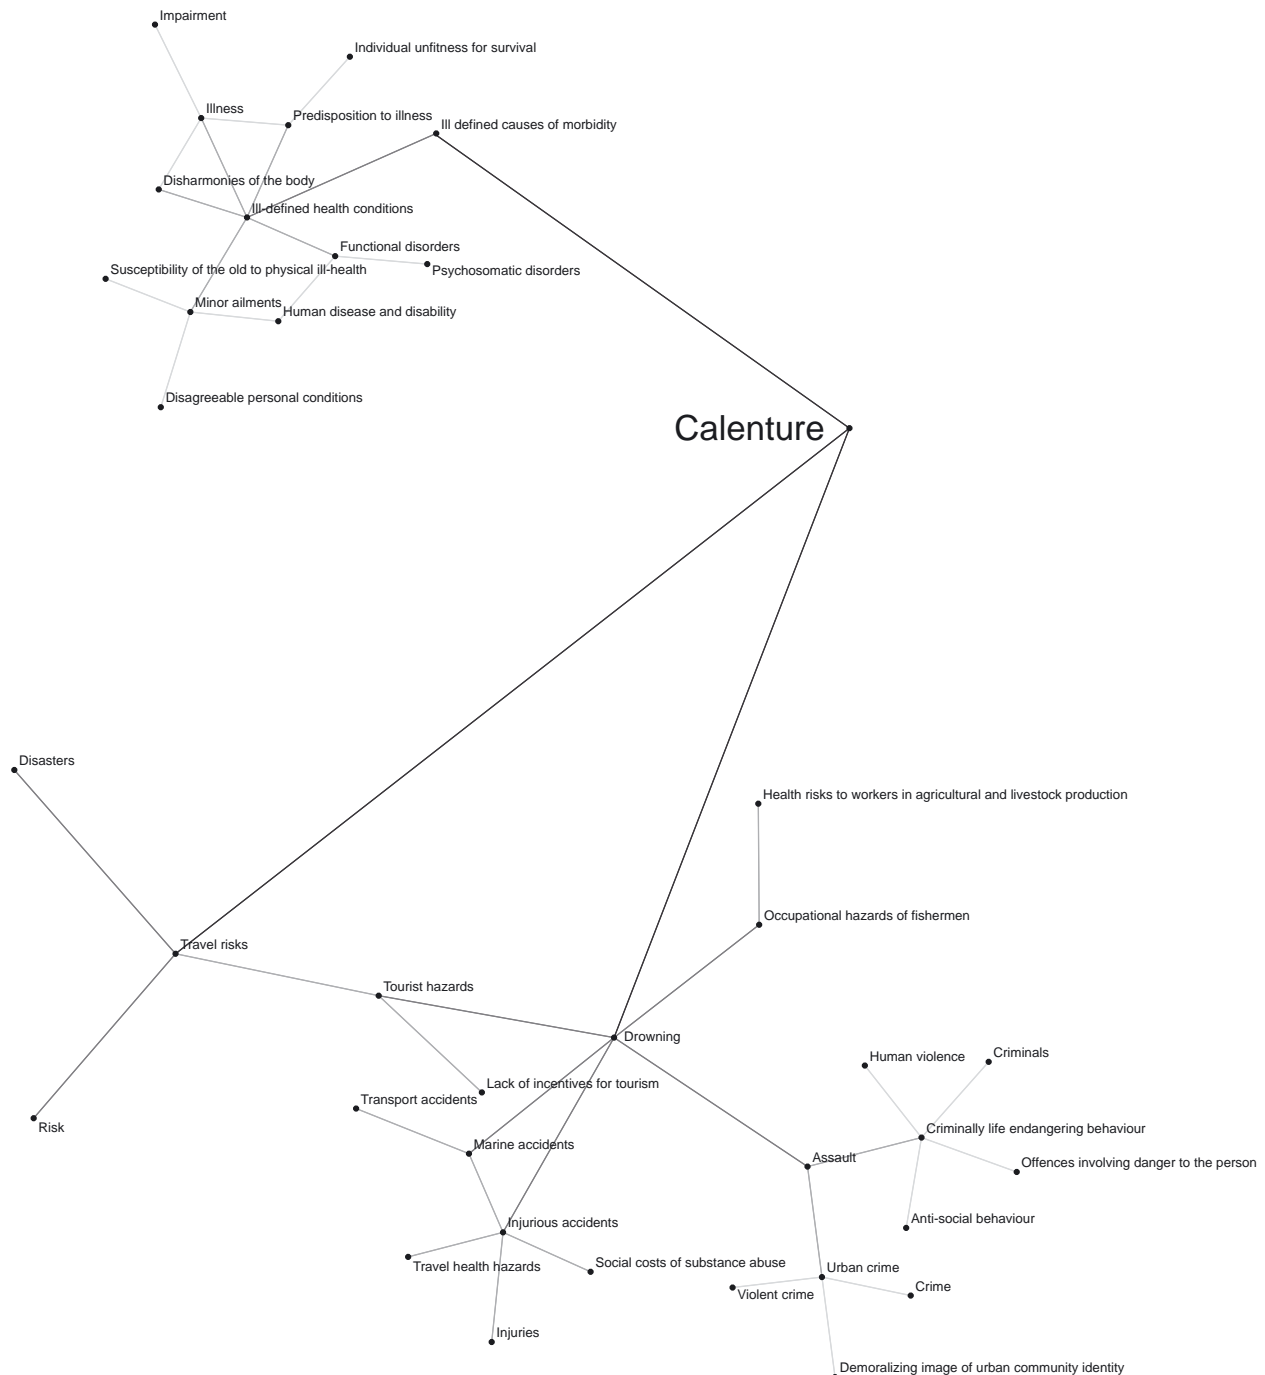 Impairment
Individual unfitness for survival
Illness
Predisposition to illness
Ill defined causes of morbidity
Disharmonies of the body
Ill-defined health conditions
Functional disorders
Susceptibility of the old to physical ill-health
Psychosomatic disorders
Minor ailments
Human disease and disability
Disagreeable personal conditions
Calenture
Disasters
Health risks to workers in agricultural and livestock production
Occupational hazards of fishermen
Travel risks
Tourist hazards
Drowning
Human violence
Criminals
Lack of incentives for tourism
Transport accidents
Risk
Criminally life endangering behaviour
Marine accidents
Assault
Offences involving danger to the person
Anti-social behaviour
Injurious accidents
Social costs of substance abuse
Travel health hazards
Urban crime
Crime
Violent crime
Injuries
Demoralizing image of urban community identity